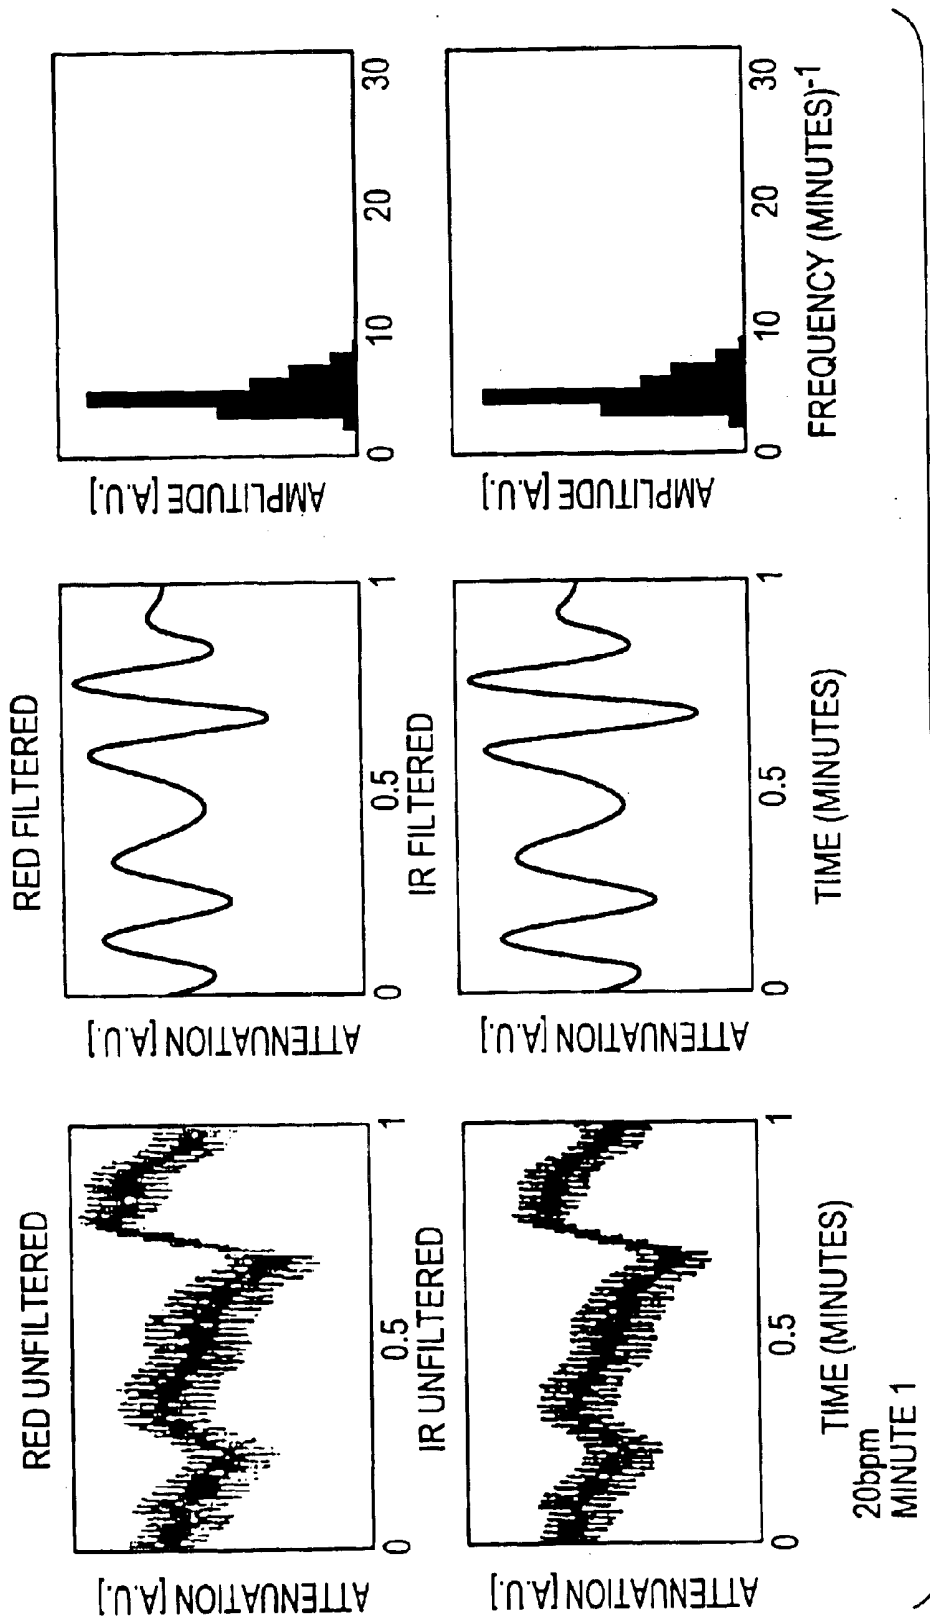 RED UNFILTERED
ATTENUATION [A.U.]
0
0.5
1
RED FILTERED
ATTENUATION [A.U.]
0
0.5
1
AMPLITUDE [A.U.]
0
10
20
30
IR UNFILTERED
ATTENUATION [A.U.]
0
0.5
1
TIME (MINUTES)
IR FILTERED
ATTENUATION [A.U.]
0
0.5
1
TIME (MINUTES)
AMPLITUDE [A.U.]
0
10
20
30
FREQUENCY (MINUTES)-1
20bpm
MINUTE 1